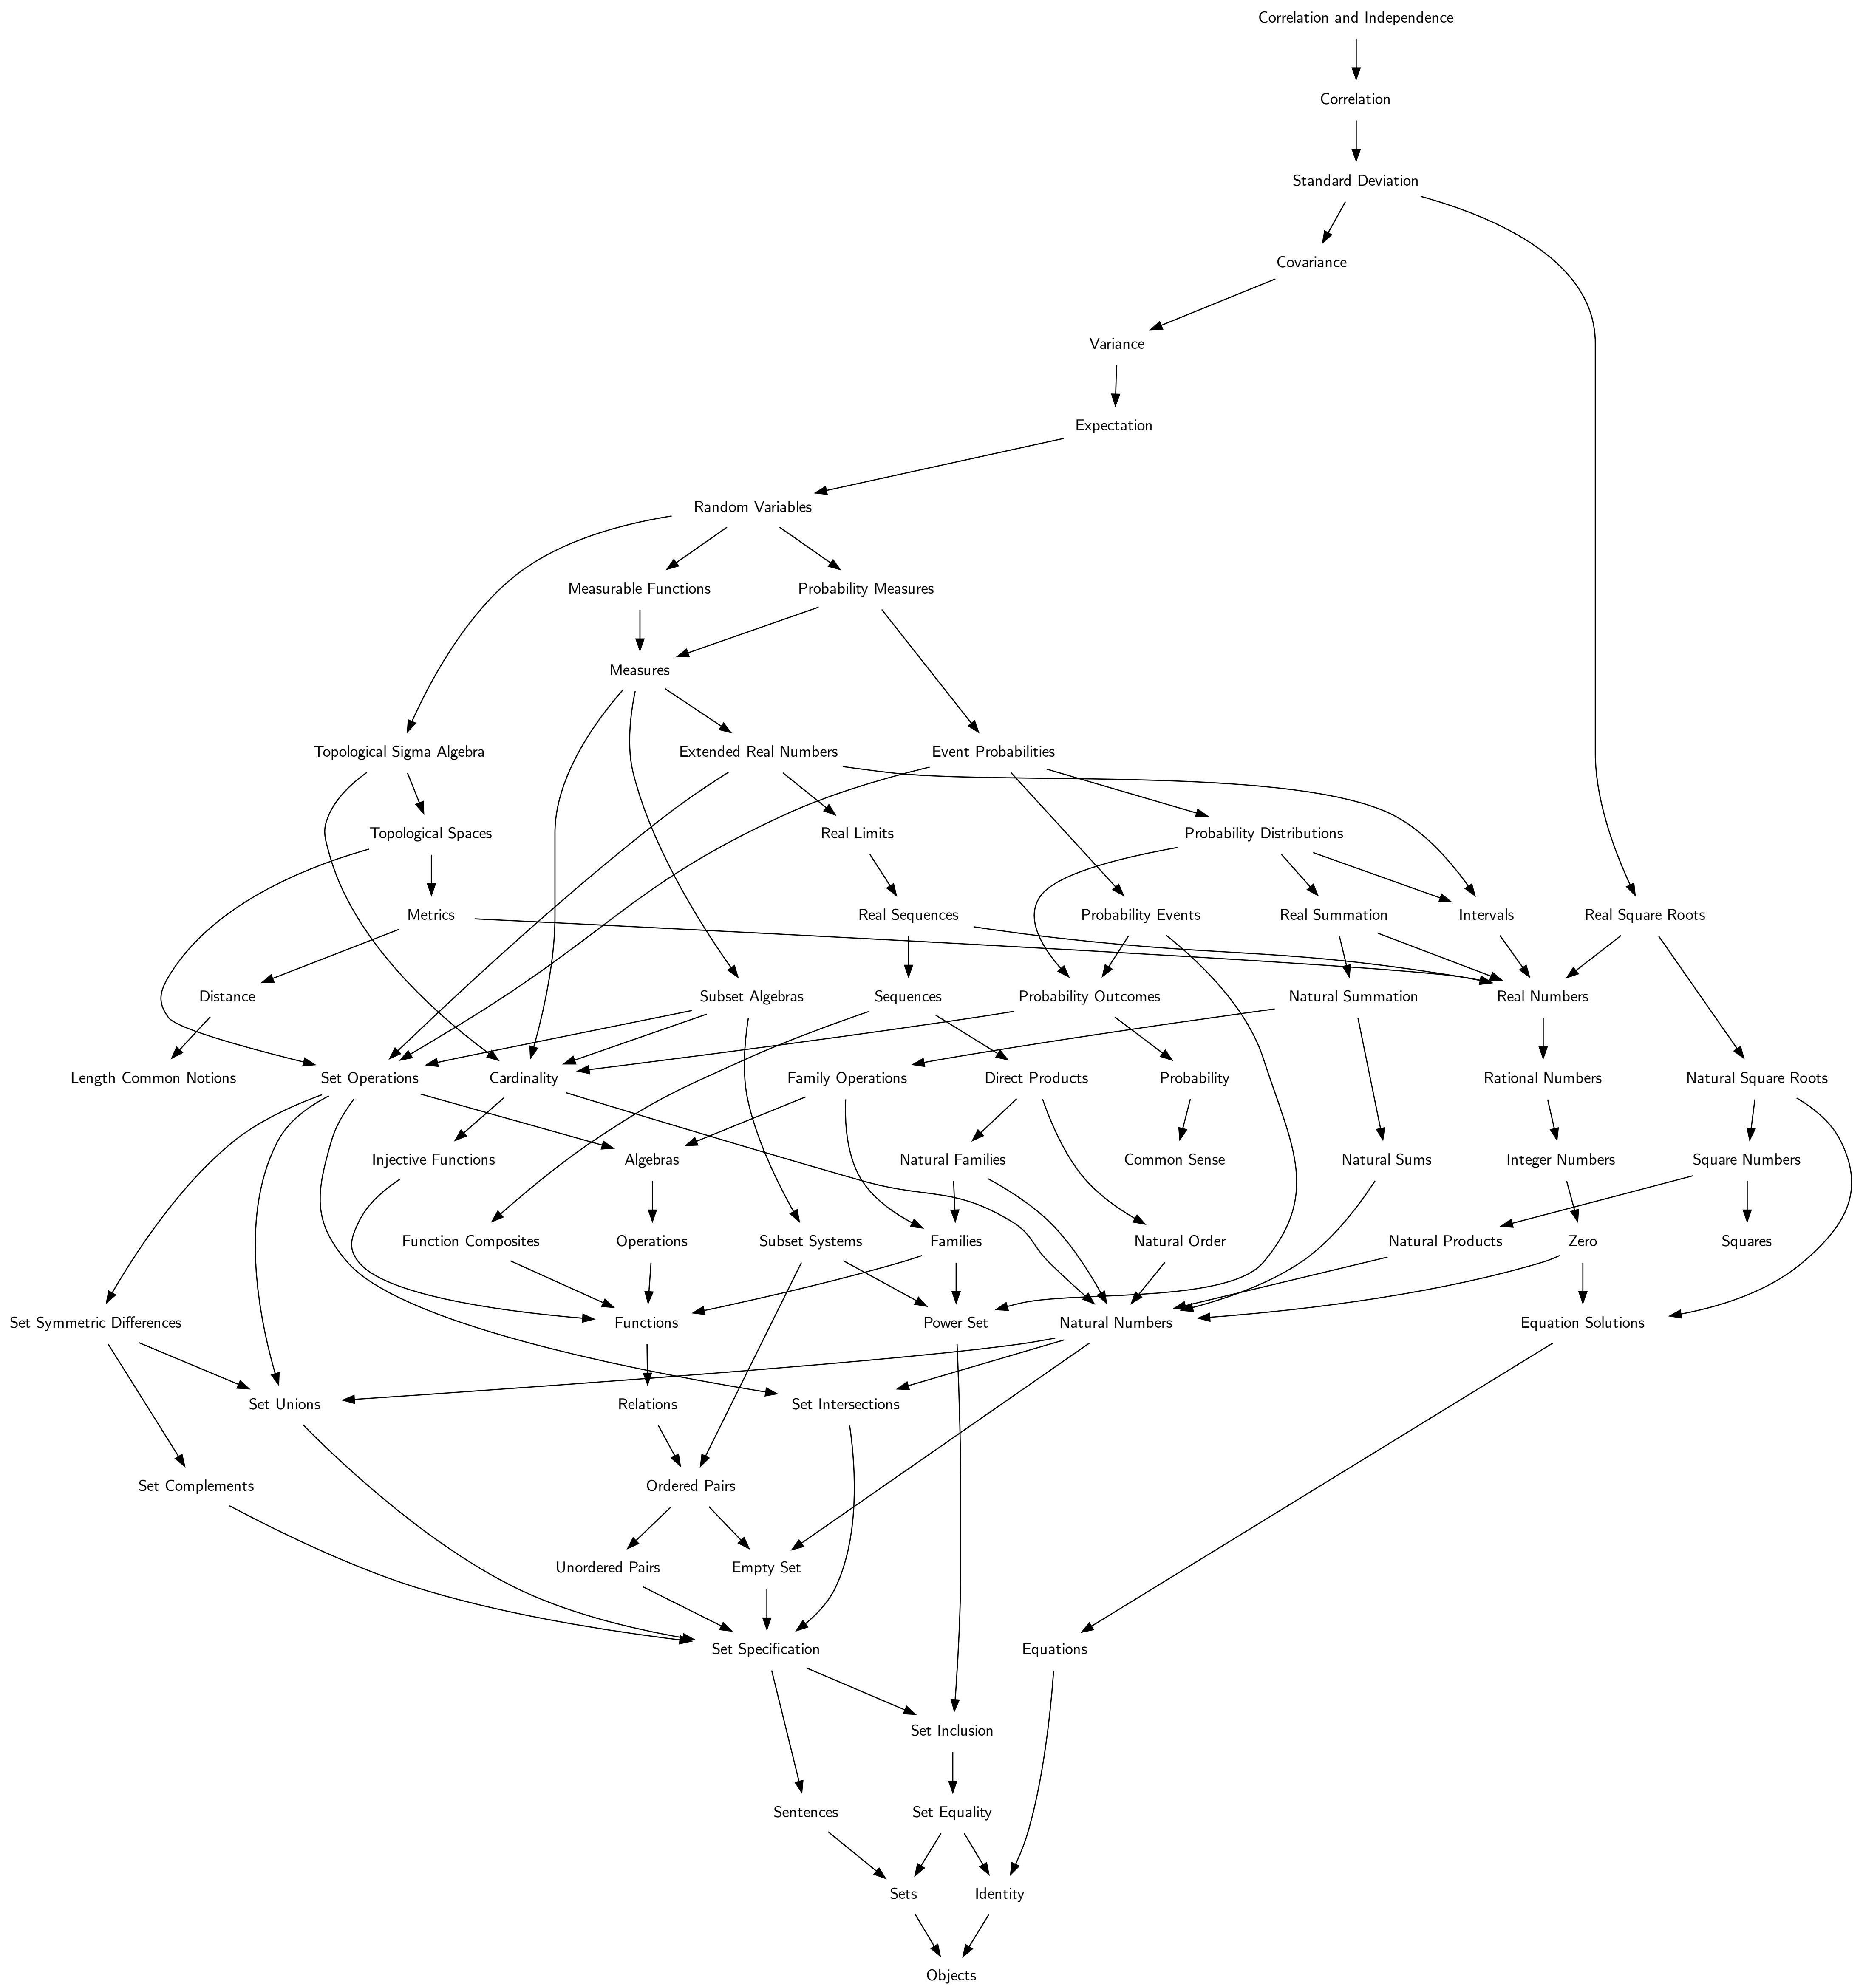 Correlation and Independence
Correlation
Standard Deviation
Covariance
Variance
Expectation
Random Variables
Measurable Functions
Probability Measures
Measures
Topological Sigma Algebra
Extended Real Numbers
Event Probabilities
Topological Spaces
Real Limits
Probability Distributions
Metrics
Real Sequences
Probability Events
Real Summation
Intervals
Real Square Roots
Distance
Subset Algebras
Sequences
Probability Outcomes
Natural Summation
Real Numbers
Length Common Notions
Set Operations
Cardinality
Family Operations
Direct Products
Probability
Rational Numbers
Natural Square Roots
Injective Functions
Algebras
Natural Families
Common Sense
Natural Sums
Integer Numbers
Square Numbers
Function Composites
Operations
Subset Systems
Families
Natural Order
Natural Products
Zero
Squares
Set Symmetric Differences
Functions
Power Set
Natural Numbers
Equation Solutions
Set Unions
Relations
Set Intersections
Set Complements
Ordered Pairs
Unordered Pairs
Empty Set
Set Specification
Equations
Set Inclusion
Sentences
Set Equality
Sets
Identity
Objects